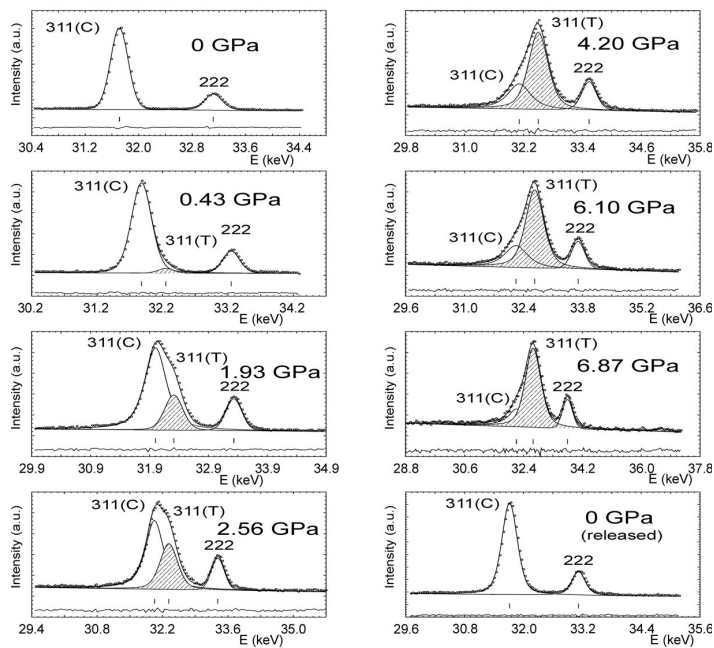 Intensity (a.u.)
311(C)
0 GPa
222
30.4 31.2 32.0 32.8 33.6 34.4
E (keV)
Intensity (a.u.)
311(C)
0.43 GPa
311(T)
222
30.2 31.2 32.2 33.2 34.2
E (keV)
Intensity (a.u.)
311(C)
311(T)
1.93 GPa
222
29.9 30.9 31.9 32.9 33.9 34.9
E (keV)
Intensity (a.u.)
311(C)
311(T)
2.56 GPa
222
29.4 30.8 32.2 33.6 35.0
E (keV)
Intensity (a.u.)
311(T)
4.20 GPa
311(C)
222
29.8 31.0 32.2 33.4 34.6 35.8
E (keV)
Intensity (a.u.)
311(T)
6.10 GPa
311(C)
222
29.6 31.0 32.4 33.8 35.2 36.6
E (keV)
Intensity (a.u.)
311(T)
6.87 GPa
311(C)
222
28.8 30.6 32.4 34.2 36.0 37.8
E (keV)
Intensity (a.u.)
311(C)
0 GPa
(released)
222
29.6 30.8 32.0 33.2 34.4 35.6
E (keV)